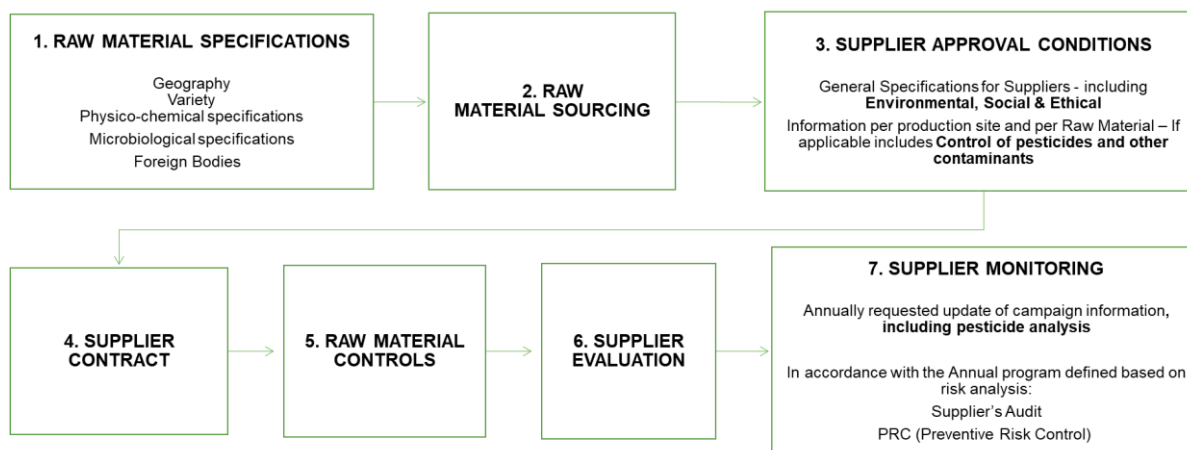 1. RAW MATERIAL SPECIFICATIONS
Geography
Variety
Physico-chemical specifications
Microbiological specifications
Foreign Bodies
2. RAW
MATERIAL SOURCING
3. SUPPLIER APPROVAL CONDITIONS
General Specifications for Suppliers - including
Environmental, Social & Ethical
Information per production site and per Raw Material – If
applicable includes Control of pesticides and other
contaminants
4. SUPPLIER
CONTRACT
5. RAW MATERIAL
CONTROLS
6. SUPPLIER
EVALUATION
7. SUPPLIER MONITORING
Annually requested update of campaign information,
including pesticide analysis
In accordance with the Annual program defined based on
risk analysis:
Supplier's Audit
PRC (Preventive Risk Control)